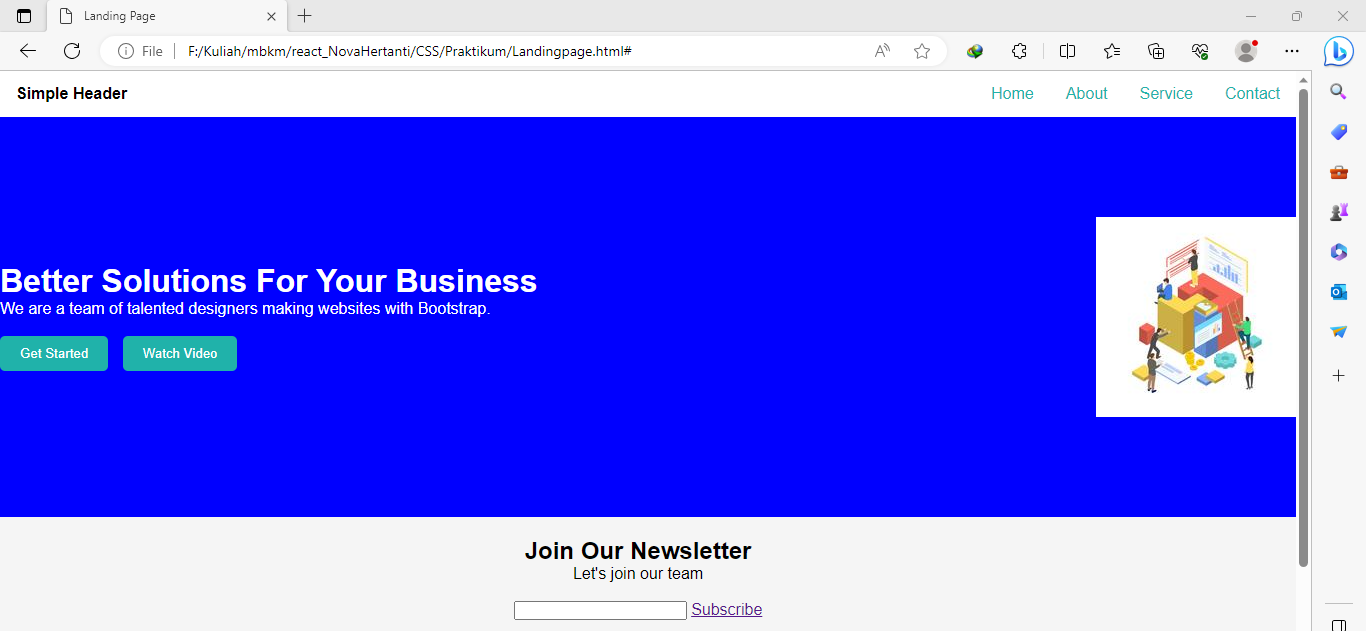 Landing Page
File
F:/Kuliah/mbkm/react_NovaHertanti/CSS/Praktikum/Landingpage.html#
Simple Header
Home About Service Contact
Better Solutions For Your Business
We are a team of talented designers making websites with Bootstrap.
Get Started Watch Video
Join Our Newsletter
Let's join our team
Subscribe